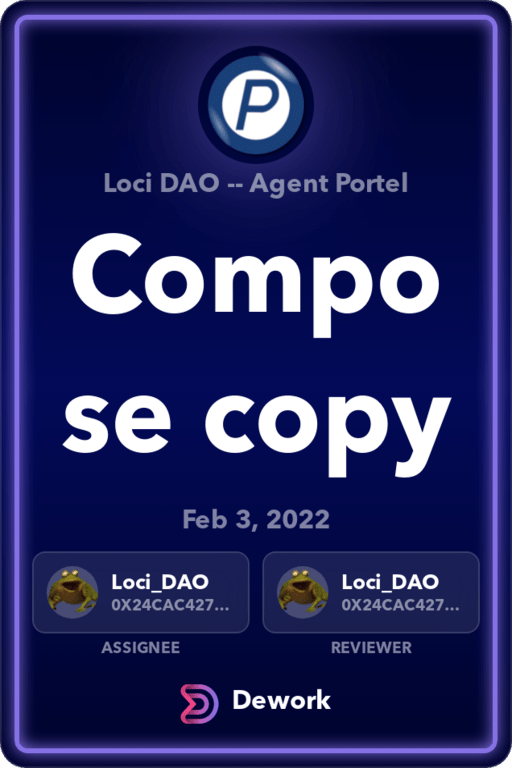 P
Loci DAO -- Agent Portel
Compo
se copy
Feb 3, 2022
Loci_DAO
0X24CAC427...
Loci_DAO
0X24CAC427...
ASSIGNEE
REVIEWER
Dework